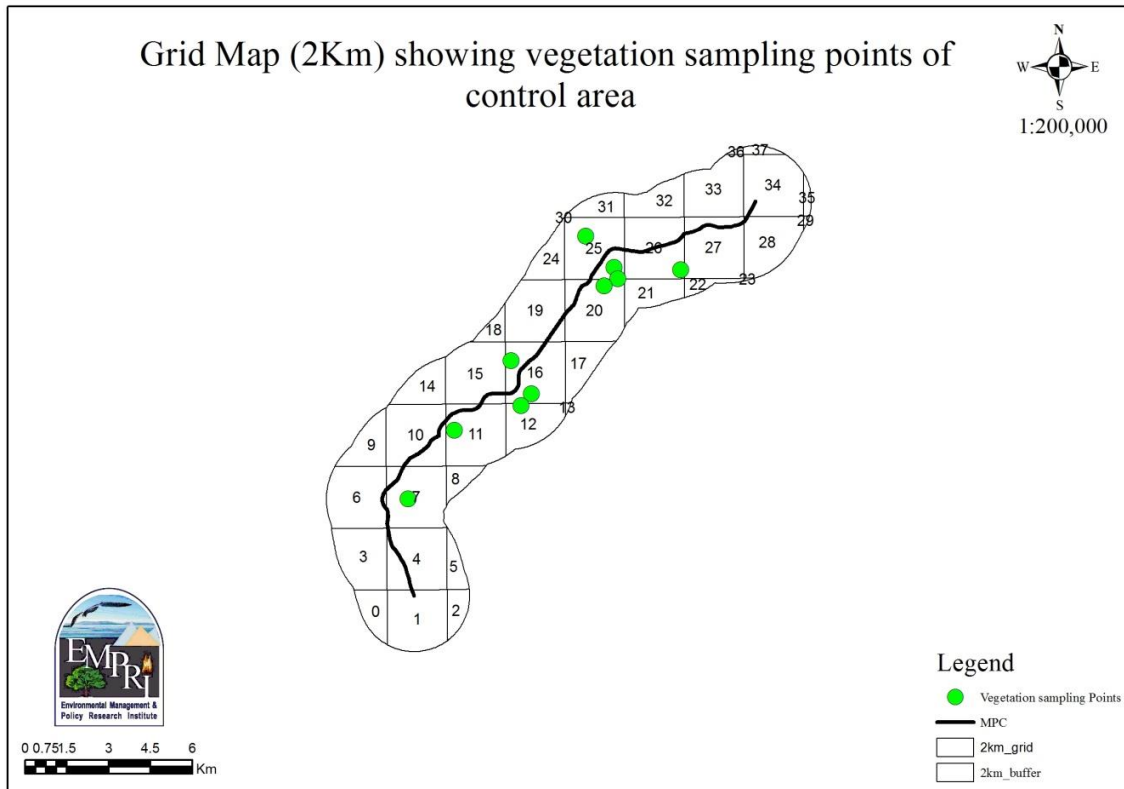 Grid Map (2Km) showing vegetation sampling points of
control area
N
W E
S
1:200,000
36 37
33 34
31 32 35
30 29
25 26 27 28
24
22 23
21
19 20
18
17
15 16
14
13
12
10 11
9
8
6 7
3 4 5
0 1 2
EMPRI
Environmental Management &
Policy Research Institute
0 0.751.5 3 4.5 6
Km
Legend
Vegetation sampling Points
MPC
2km_grid
2km_buffer